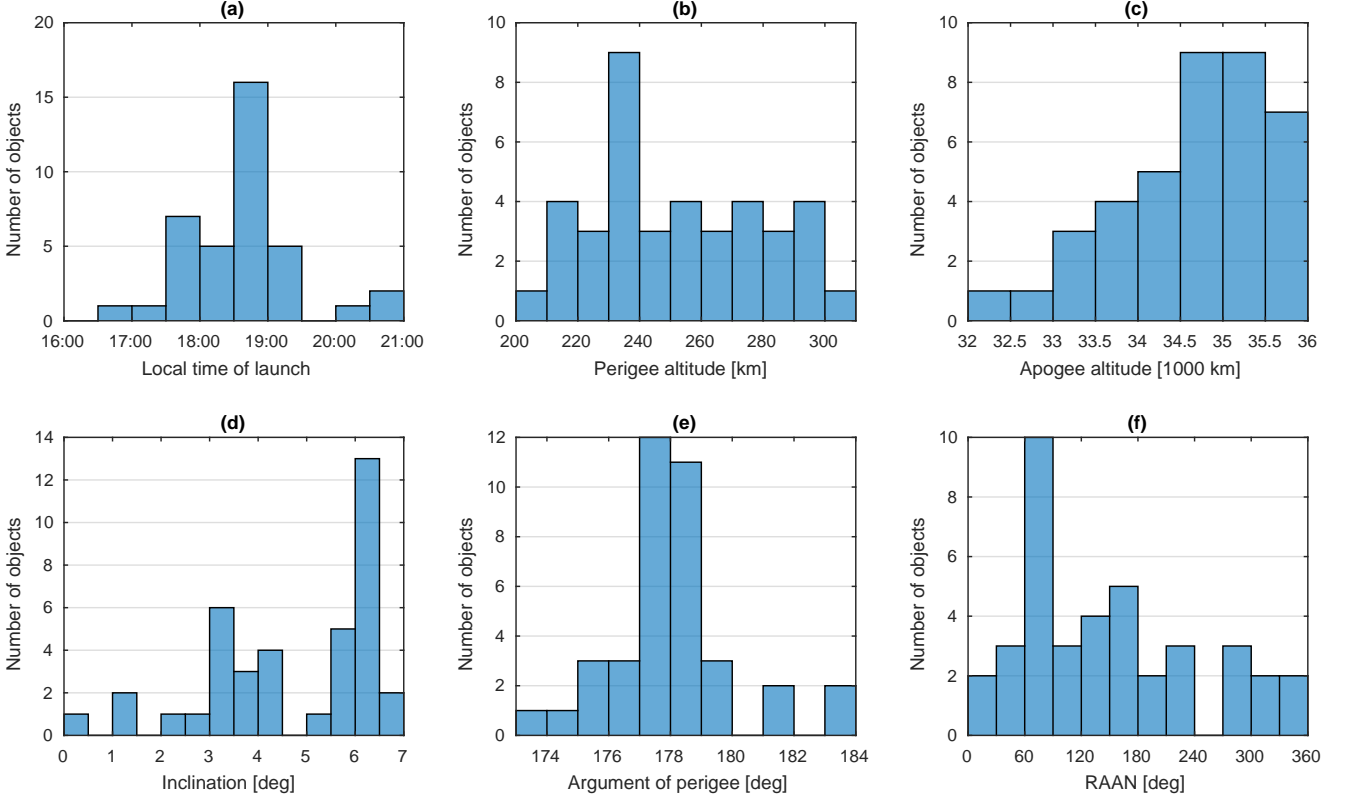 (a)
20
15
10
5
0
Number of objects
16:00 17:00 18:00 19:00 20:00 21:00
Local time of launch
(b)
10
8
6
4
2
0
Number of objects
200 220 240 260 280 300
Perigee altitude [km]
(c)
10
8
6
4
2
0
Number of objects
32 32.5 33 33.5 34 34.5 35 35.5 36
Apogee altitude [1000 km]
(d)
14
12
10
8
6
4
2
0
Number of objects
0 1 2 3 4 5 6 7
Inclination [deg]
(e)
12
10
8
6
4
2
0
Number of objects
174 176 178 180 182 184
Argument of perigee [deg]
(f)
10
8
6
4
2
0
Number of objects
0 60 120 180 240 300 360
RAAN [deg]